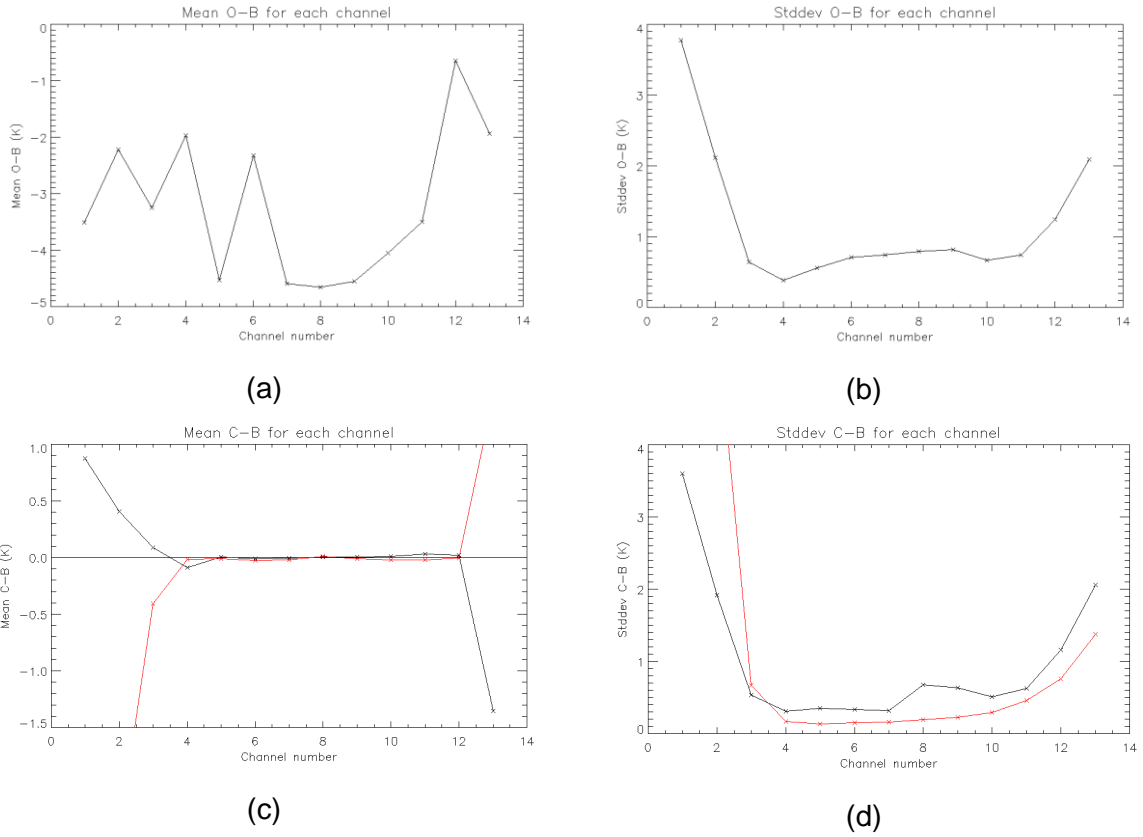 Mean O-B for each channel
Mean O-B (K)
0
-1
-2
-3
-4
-5
0 2 4 6 8 10 12 14
Channel number
(a)
Stddev O-B for each channel
Stddev O-B (K)
4
3
2
1
0
0 2 4 6 8 10 12 14
Channel number
(b)
Mean C-B for each channel
Mean C-B (K)
1.0
0.5
0.0
-0.5
-1.0
-1.5
0 2 4 6 8 10 12 14
Channel number
(c)
Stddev C-B for each channel
Stddev C-B (K)
4
3
2
1
0
0 2 4 6 8 10 12 14
Channel number
(d)